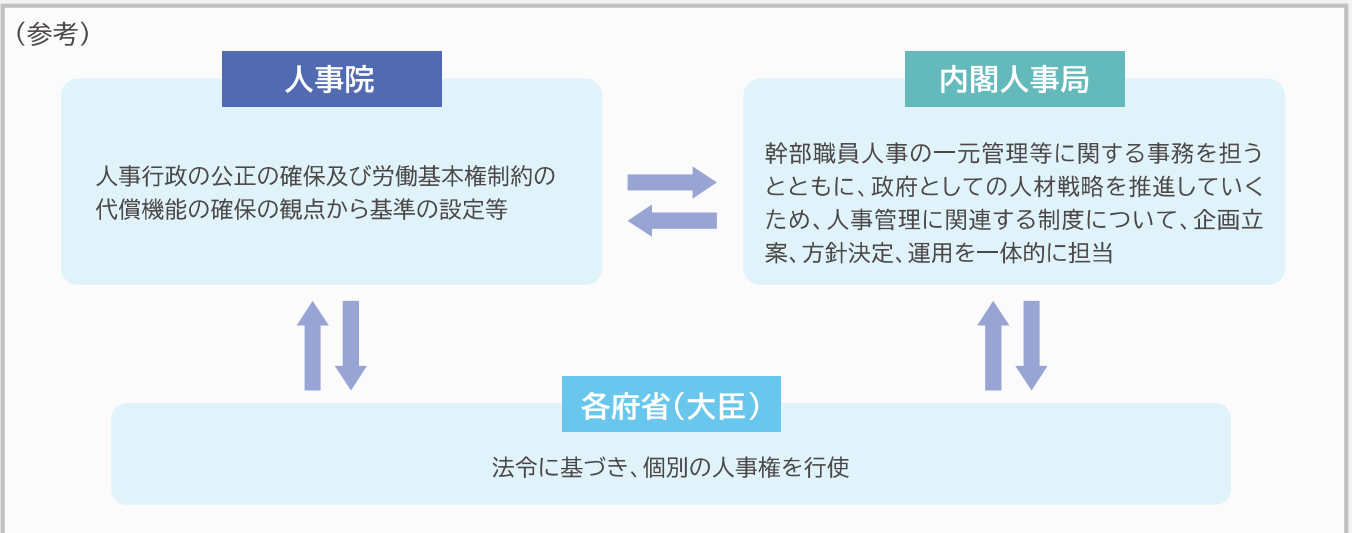 （参考）
人事院
人事行政の公正の確保及び労働基本権制約の
代償機能の確保の観点から基準の設定等
内閣人事局
幹部職員人事の一元管理等に関する事務を担う
とともに、政府としての人材戦略を推進していく
ため、人事管理に関連する制度について、企画立
案、方針決定、運用を一体的に担当
各府省（大臣）
法令に基づき、個別の人事権を行使